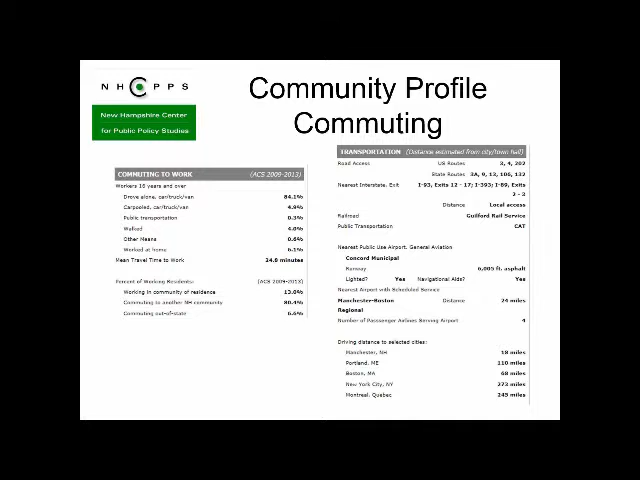 NHCPPS
New Hampshire Center
for Public Policy Studies
Community Profile
Commuting
COMMUTING TO WORK (ACS 2009-2013)
Workers 16 years and over
Drove alone, car/truck/van 84.1%
Carpooled, car/truck/van 4.9%
Public transportation 0.3%
Walked 4.0%
Other Means 0.6%
Worked at home 6.1%
Mean Travel Time to Work 24.9 minutes
Percent of Working Residents: (ACS 2009-2013)
Working in community of residence 13.0%
Commuting to another NH community 80.4%
Commuting out-of-state 6.6%
TRANSPORTATION (Distance estimated from city/town hall)
Road Access US Routes 3, 4, 202
State Routes 3A, 9, 13, 106, 132
Nearest Interstate, Exit I-93, Exits 12 - 17; I-393; I-89, Exits
2 - 3
Distance Local access
Railroad Guilford Rail Service
Public Transportation CAT
Nearest Public Use Airport, General Aviation
Concord Municipal
Runway 6,005 ft. asphalt
Lighted? Yes Navigational Aids? Yes
Nearest Airport with Scheduled Service
Manchester-Boston Distance 24 miles
Regional
Number of Passenger Airlines Serving Airport 4
Driving distance to selected cities:
Manchester, NH 18 miles
Portland, ME 110 miles
Boston, MA 68 miles
New York City, NY 273 miles
Montreal, Quebec 245 miles